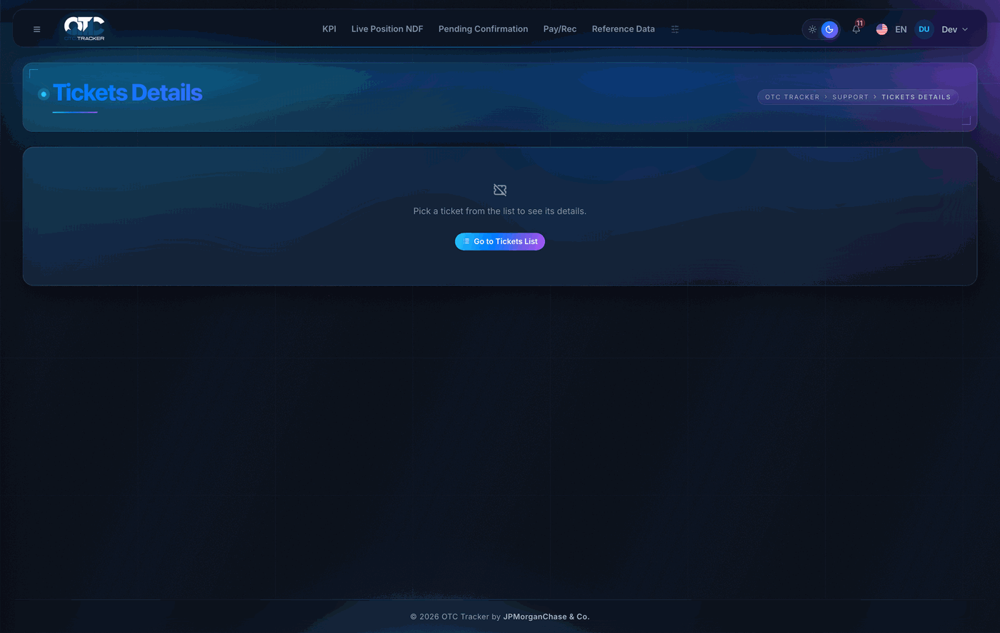 OTC
TRACKER
KPI
Live Position NDF
Pending Confirmation
Pay/Rec
Reference Data
11
EN
DU
Dev
Tickets Details
OTC TRACKER > SUPPORT > TICKETS DETAILS
Pick a ticket from the list to see its details.
Go to Tickets List
© 2026 OTC Tracker by JPMorganChase & Co.